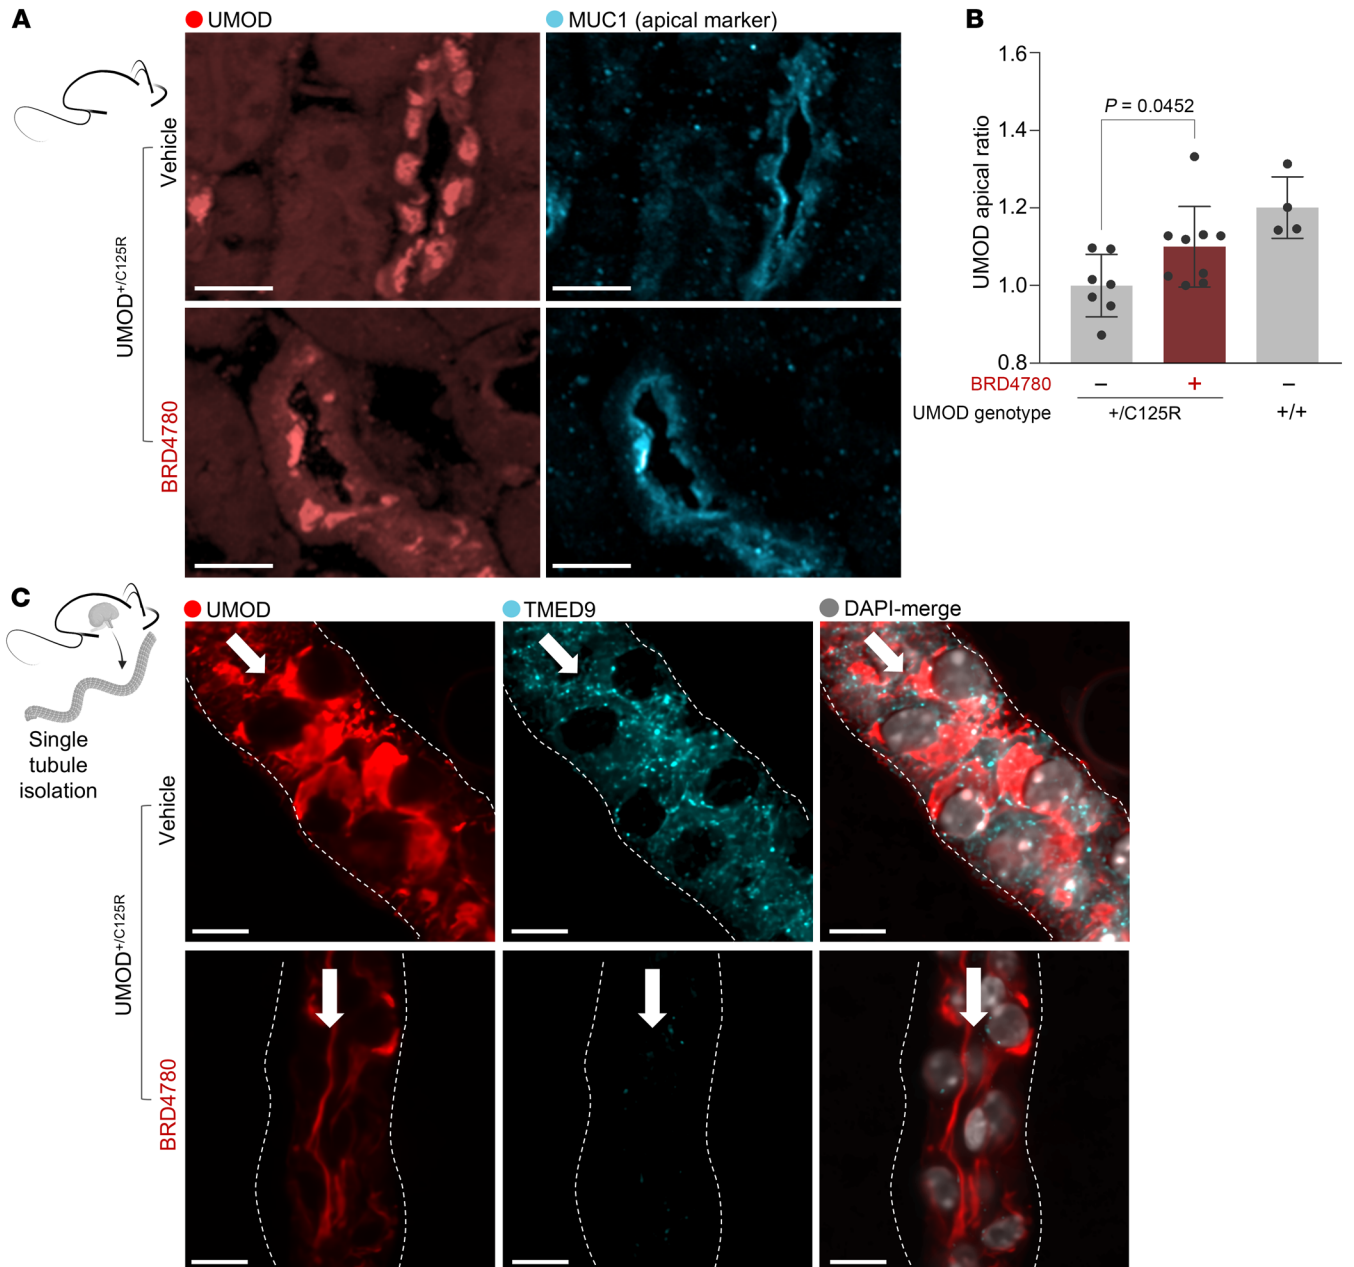 A
UMOD
MUC1 (apical marker)
Vehicle
UMOD+/C125R
BRD4780
B
1.6
1.4
1.2
1.0
0.8
UMOD apical ratio
P = 0.0452
BRD4780 – + –
UMOD genotype +/C125R +/+
C
UMOD
TMED9
DAPI-merge
Single
tubule
isolation
Vehicle
UMOD+/C125R
BRD4780